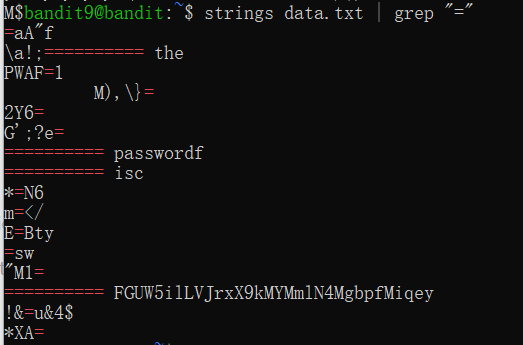 M$bandit9@bandit:~$ strings data.txt | grep "="
=aA"f
\a!;========== the
PWAF=1
M),\}=
2Y6=
G';?e=
========== passwordf
========== isc
*=N6
m=</
E=Bty
=sw
"M1=
========== FGUW5ilLVJrxX9kMYMmlN4MgbpfMiqey
!&=u&4$
*XA=